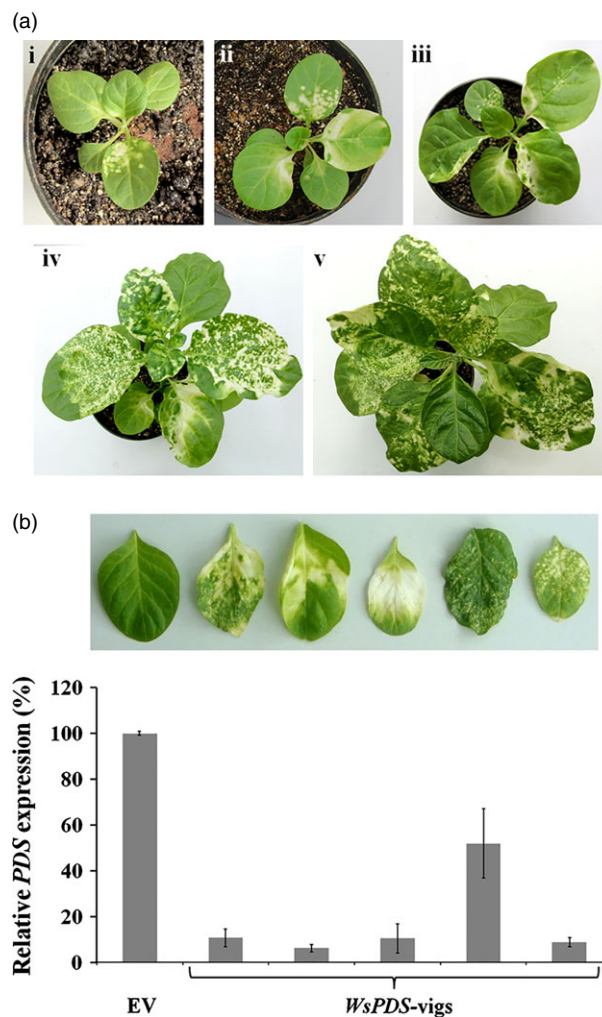 (a)
i
ii
iii
iv
v
(b)
Relative PDS expression (%)
120
100
80
60
40
20
0
EV
WsPDS-vigs